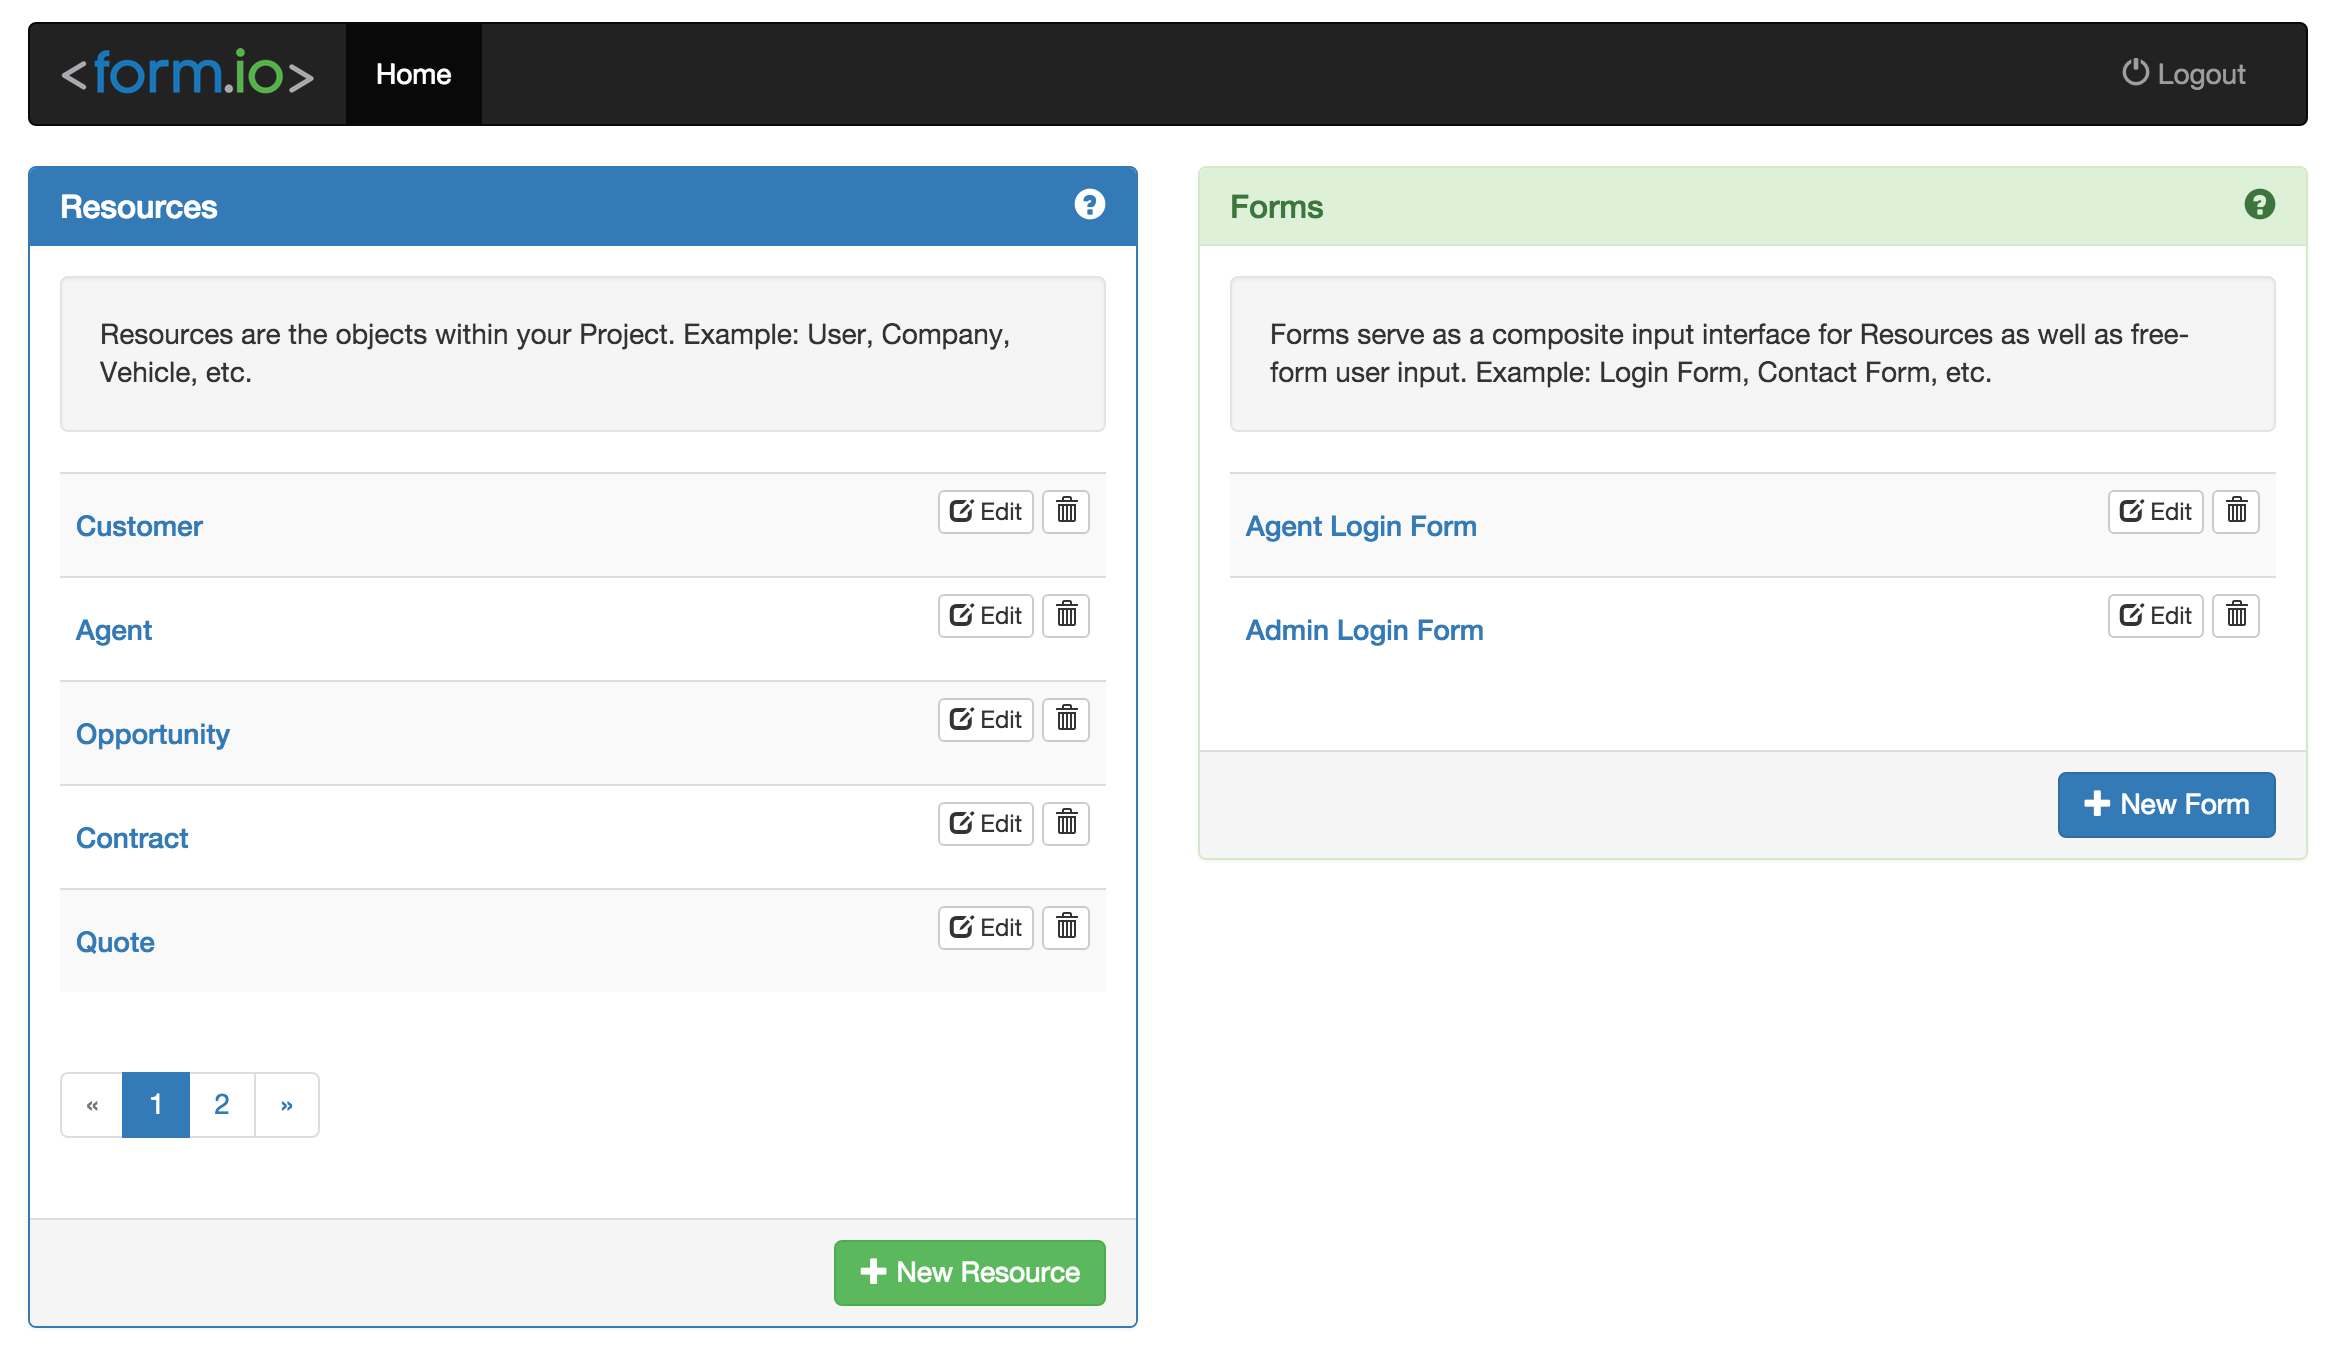 <form.io>
Home
Logout
Resources
Resources are the objects within your Project. Example: User, Company,
Vehicle, etc.
Customer
Edit
Agent
Edit
Opportunity
Edit
Contract
Edit
Quote
Edit
« 1 2 »
New Resource
Forms
Forms serve as a composite input interface for Resources as well as free-
form user input. Example: Login Form, Contact Form, etc.
Agent Login Form
Edit
Admin Login Form
Edit
New Form